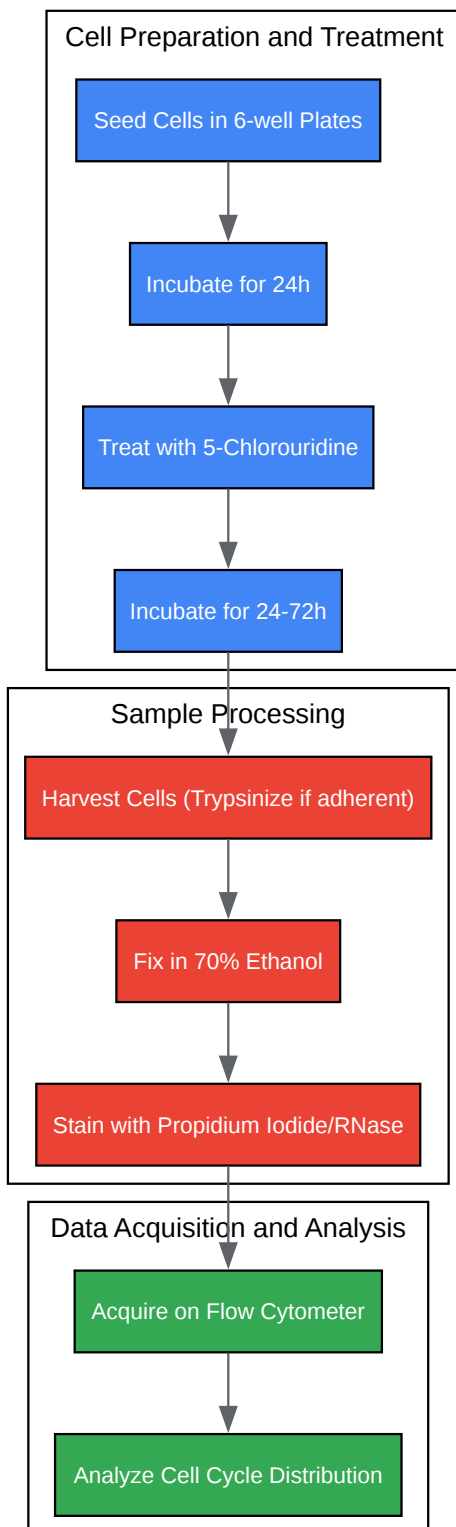 Cell Preparation and Treatment
Seed Cells in 6-well Plates
Incubate for 24h
Treat with 5-Chlorouridine
Incubate for 24-72h
Sample Processing
Harvest Cells (Trypsinize if adherent)
Fix in 70% Ethanol
Stain with Propidium Iodide/RNase
Data Acquisition and Analysis
Acquire on Flow Cytometer
Analyze Cell Cycle Distribution